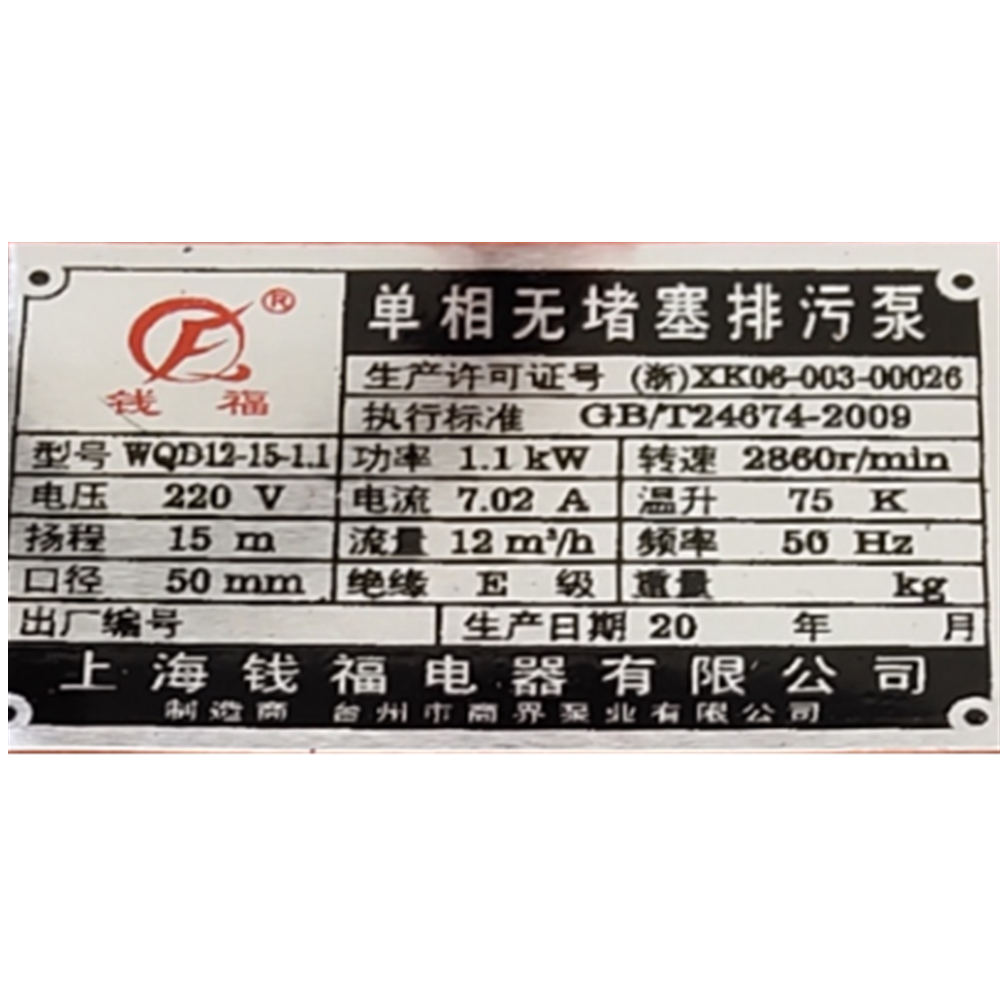 ®
钱福
单相无堵塞排污泵
生产许可证号 (浙)XK06-003-00026
执行标准 GB/T24674-2009
型号 WQD12-15-1.1 功率 1.1 kW 转速 2860r/min
电压 220 V 电流 7.02 A 温升 75 K
扬程 15 m 流量 12 m³/h 频率 50 Hz
口径 50 mm 绝缘 E 级 重量 kg
出厂编号 生产日期 20 年 月
上海钱福电器有限公司
制造商 台州市商界泵业有限公司